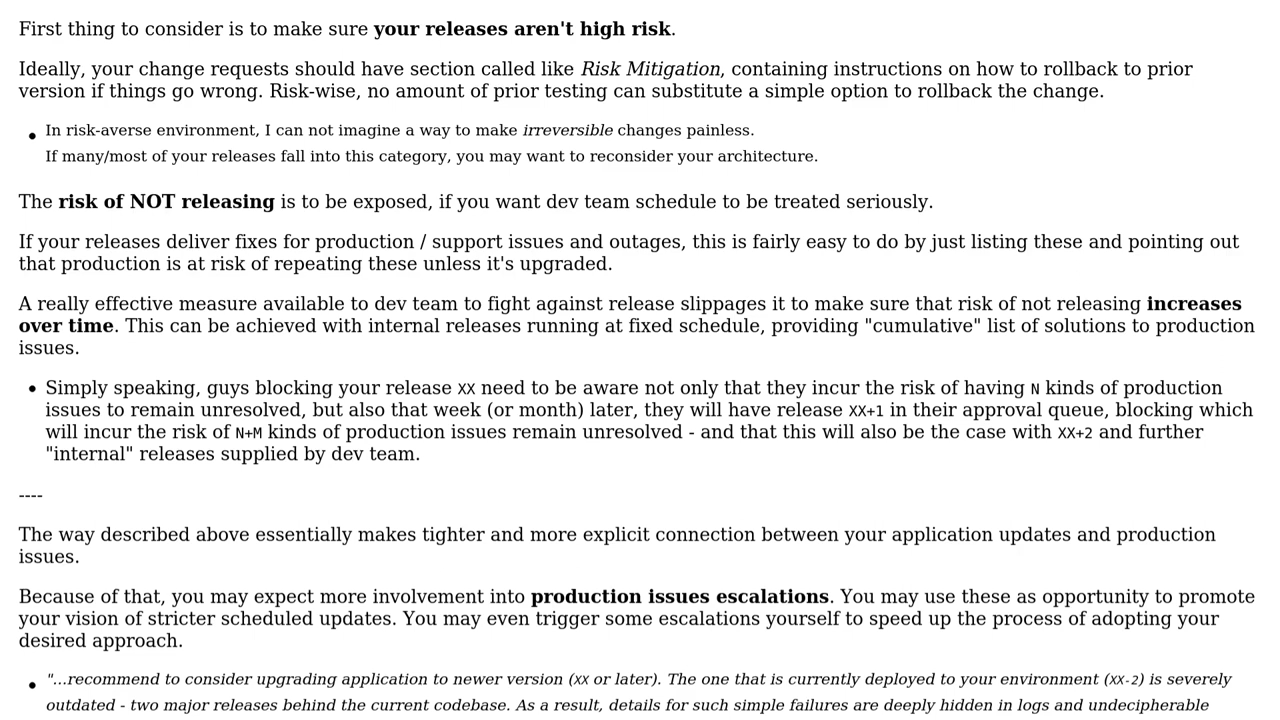 First thing to consider is to make sure your releases aren't high risk.
Ideally, your change requests should have section called like Risk Mitigation, containing instructions on how to rollback to prior
version if things go wrong. Risk-wise, no amount of prior testing can substitute a simple option to rollback the change.
• In risk-averse environment, I can not imagine a way to make irreversible changes painless.
If many/most of your releases fall into this category, you may want to reconsider your architecture.
The risk of NOT releasing is to be exposed, if you want dev team schedule to be treated seriously.
If your releases deliver fixes for production / support issues and outages, this is fairly easy to do by just listing these and pointing out
that production is at risk of repeating these unless it's upgraded.
A really effective measure available to dev team to fight against release slippages it to make sure that risk of not releasing increases
over time. This can be achieved with internal releases running at fixed schedule, providing "cumulative" list of solutions to production
issues.
• Simply speaking, guys blocking your release XX need to be aware not only that they incur the risk of having N kinds of production
issues to remain unresolved, but also that week (or month) later, they will have release XX+1 in their approval queue, blocking which
will incur the risk of N+M kinds of production issues remain unresolved - and that this will also be the case with XX+2 and further
"internal" releases supplied by dev team.
----
The way described above essentially makes tighter and more explicit connection between your application updates and production
issues.
Because of that, you may expect more involvement into production issues escalations. You may use these as opportunity to promote
your vision of stricter scheduled updates. You may even trigger some escalations yourself to speed up the process of adopting your
desired approach.
• "...recommend to consider upgrading application to newer version (XX or later). The one that is currently deployed to your environment (XX-2) is severely
outdated - two major releases behind the current codebase. As a result, details for such simple failures are deeply hidden in logs and undecipherable